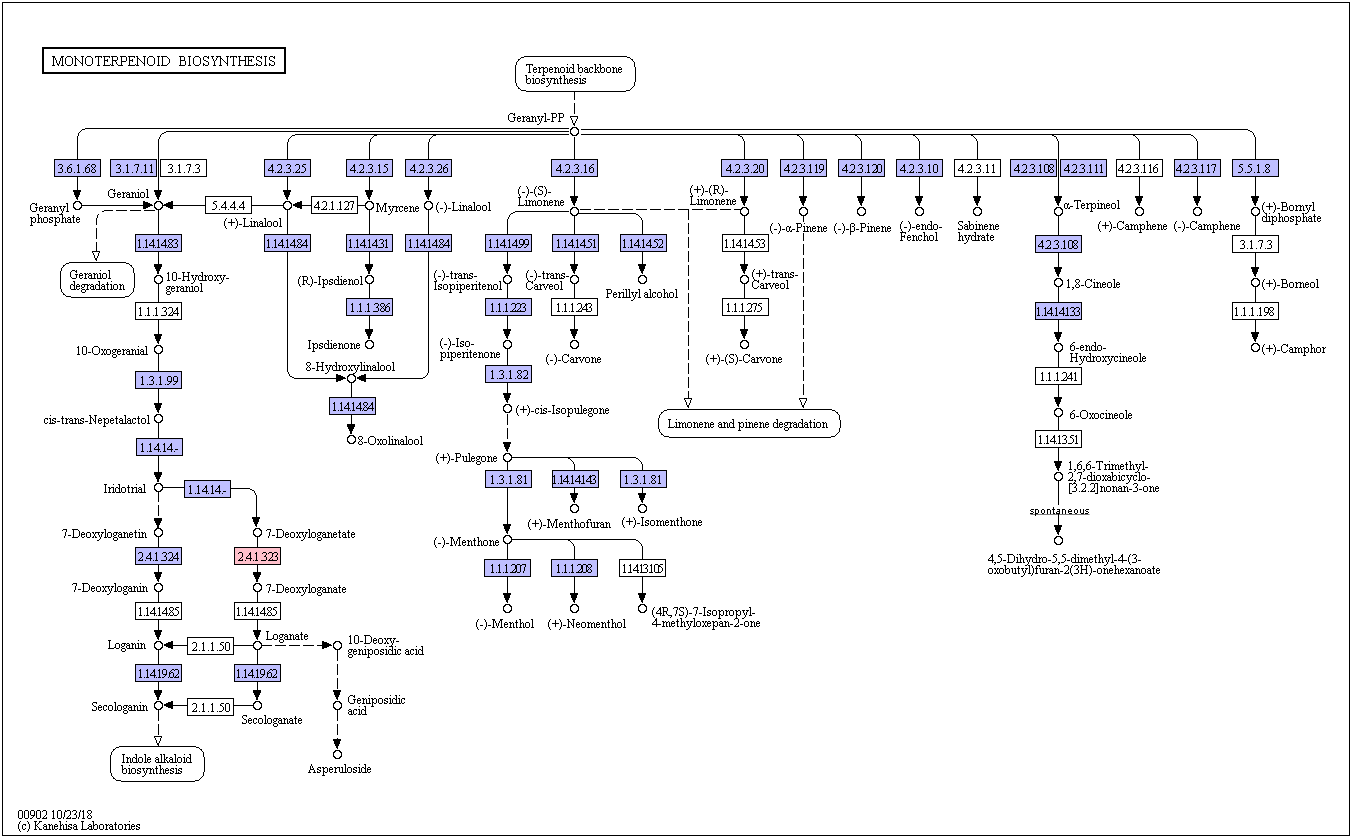 MONOTERPENOID BIOSYNTHESIS
Terpenoid backbone
biosynthesis
Geranyl-PP
3.6.1.68
3.1.7.11
3.1.7.3
4.2.3.25
4.2.3.15
4.2.3.26
4.2.3.16
4.2.3.20
4.2.3.119
4.2.3.120
4.2.3.10
4.2.3.11
4.2.3.108
4.2.3.111
4.2.3.116
4.2.3.117
5.5.1.8
Geranyl
phosphate
Geraniol
5.4.4.4
(+)-Linalool
4.2.1.127
Myrcene
(-)-Linalool
(-)-(S)-
Limonene
(+)-(R)-
Limonene
(-)-α-Pinene
(-)-β-Pinene
(-)-endo-
Fenchol
Sabinene
hydrate
α-Terpineol
(+)-Camphene
(-)-Camphene
(+)-Bornyl
diphosphate
1.14.14.83
1.14.14.84
1.14.14.31
1.14.14.84
1.14.14.99
1.14.14.51
1.14.14.52
1.14.14.53
4.2.3.108
3.1.7.3
Geraniol
degradation
10-Hydroxy-
geraniol
(R)-Ipsdienol
(-)-trans-
Isopiperitenol
(-)-trans-
Carveol
Perillyl alcohol
(+)-trans-
Carveol
1,8-Cineole
(+)-Borneol
1.1.1.324
1.1.1.386
1.1.1.223
1.1.1.243
1.1.1.275
1.14.14.133
1.1.1.198
10-Oxogeranial
Ipsdienone
(-)-Iso-
piperitenone
(-)-Carvone
(+)-(S)-Carvone
6-endo-
Hydroxycineole
(+)-Camphor
8-Hydroxylinalool
1.3.1.99
1.3.1.82
1.1.1.241
1.14.14.84
cis-trans-Nepetalactol
(+)-cis-Isopulegone
Limonene and pinene degradation
6-Oxocineole
8-Oxolinalool
1.14.14.-
1.14.13.51
(+)-Pulegone
1,6,6-Trimethyl-
2,7-dioxabicyclo-
[3.2.2]nonan-3-one
Iridotrial
1.14.14.-
1.3.1.81
1.14.14.143
1.3.1.81
spontaneous
(+)-Menthofuran
(+)-Isomenthone
7-Deoxyloganetin
7-Deoxyloganetate
(-)-Menthone
2.4.1.324
2.4.1.323
4,5-Dihydro-5,5-dimethyl-4-(3-
oxobutyl)furan-2(3H)-onehexanoate
1.1.1.207
1.1.1.208
1.14.13.105
7-Deoxyloganin
7-Deoxyloganate
1.14.14.85
1.14.14.85
(-)-Menthol
(+)-Neomenthol
(4R,7S)-7-Isopropyl-
4-methyloxepan-2-one
Loganin
2.1.1.50
Loganate
10-Deoxy-
geniposidic acid
1.14.19.62
1.14.19.62
Secologanin
2.1.1.50
Secologanate
Geniposidic
acid
Indole alkaloid
biosynthesis
Asperuloside
00902 10/23/18
(c) Kanehisa Laboratories